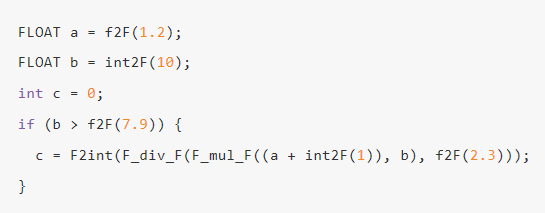 FLOAT a = f2F(1.2);
FLOAT b = int2F(10);
int c = 0;
if (b > f2F(7.9)) {
  c = F2int(F_div_F(F_mul_F((a + int2F(1)), b), f2F(2.3)));
}